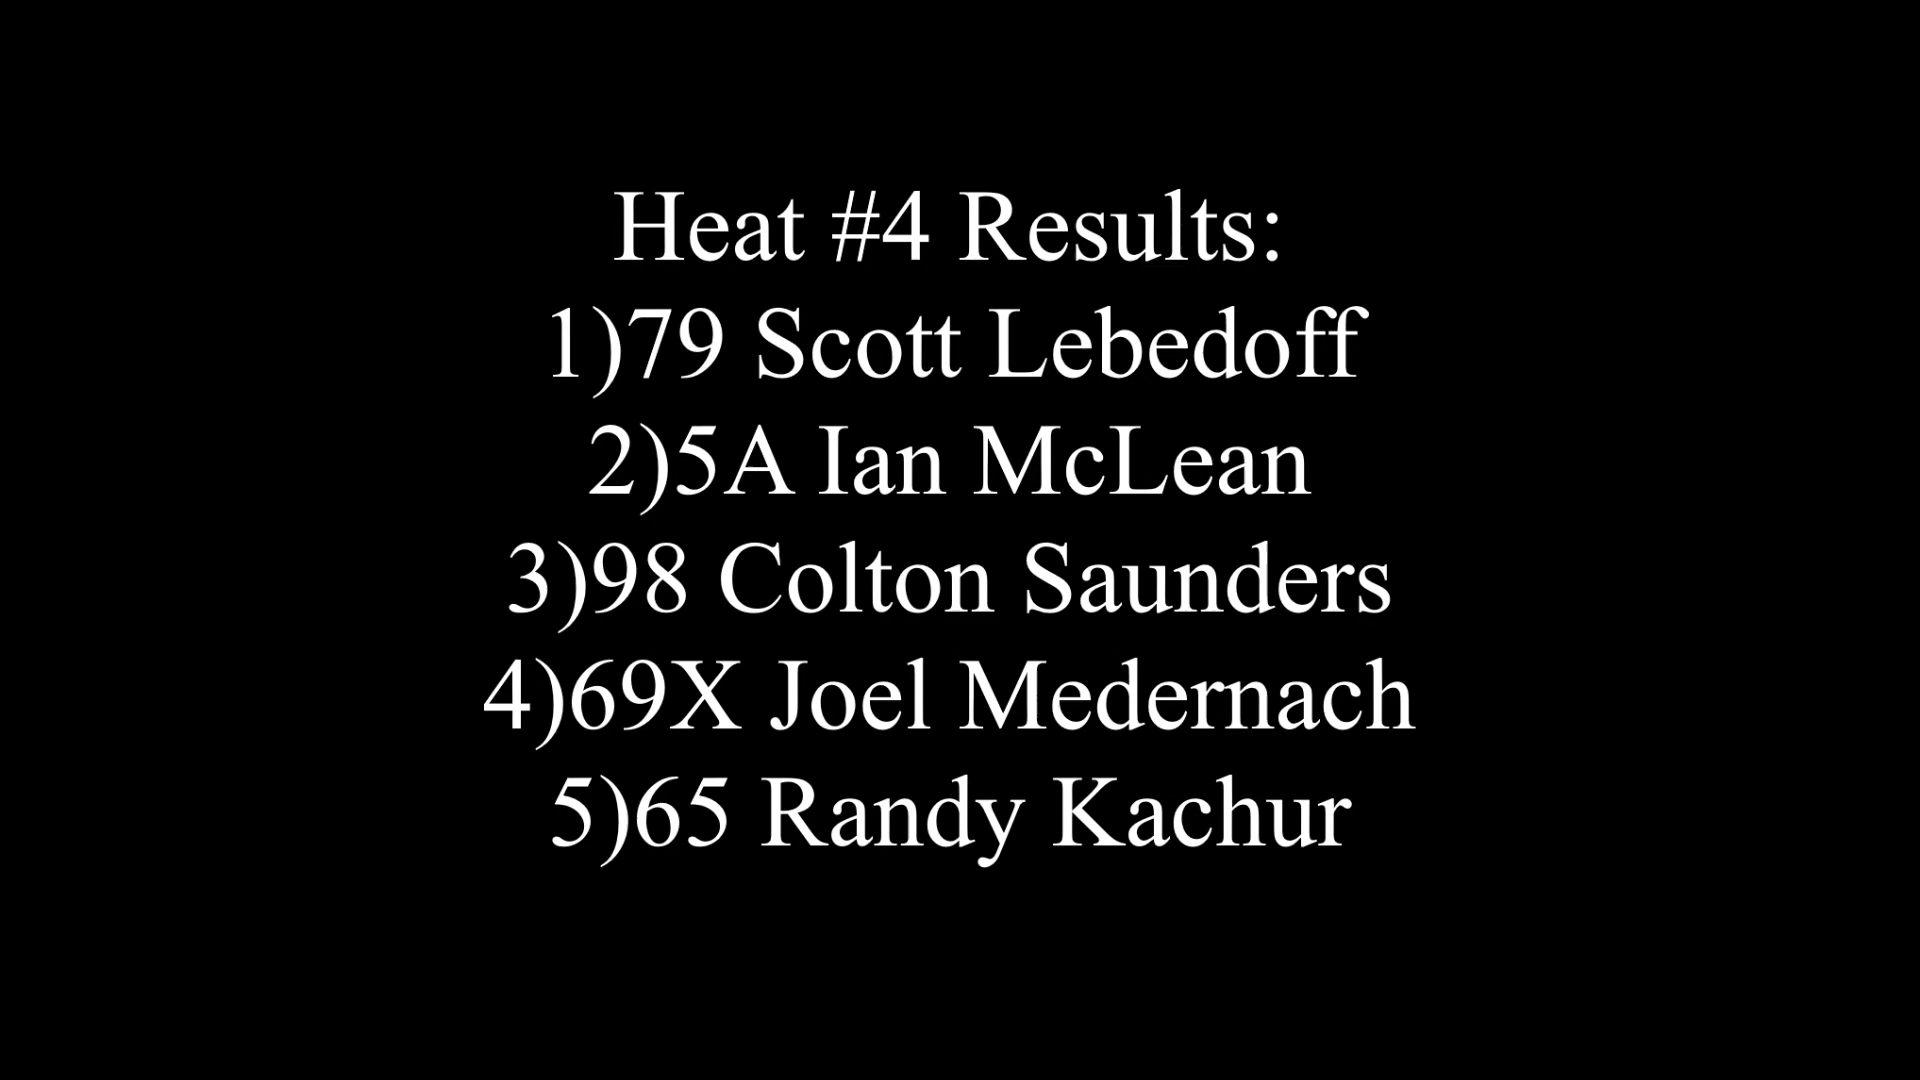 Heat #4 Results:
1)79 Scott Lebedoff
2)5A Ian McLean
3)98 Colton Saunders
4)69X Joel Medernach
5)65 Randy Kachur